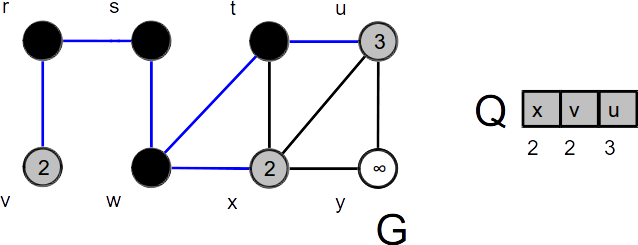 r s t u
3
Q x v u
2 2 3
2 2 ∞
v w x y
G